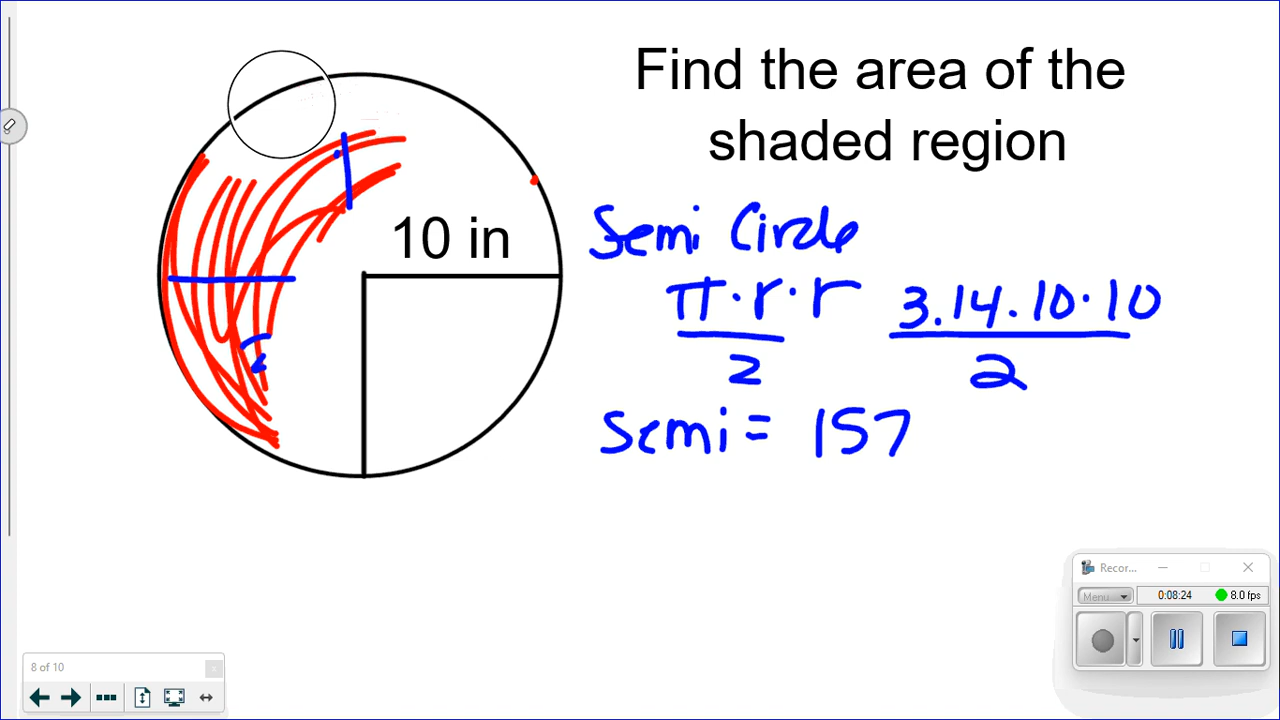 Find the area of the
shaded region
10 in
Semi Circle
π·r·r
2
3.14·10·10
2
Semi = 157
Recor...
Menu
0:08:24
8.0 fps
8 of 10